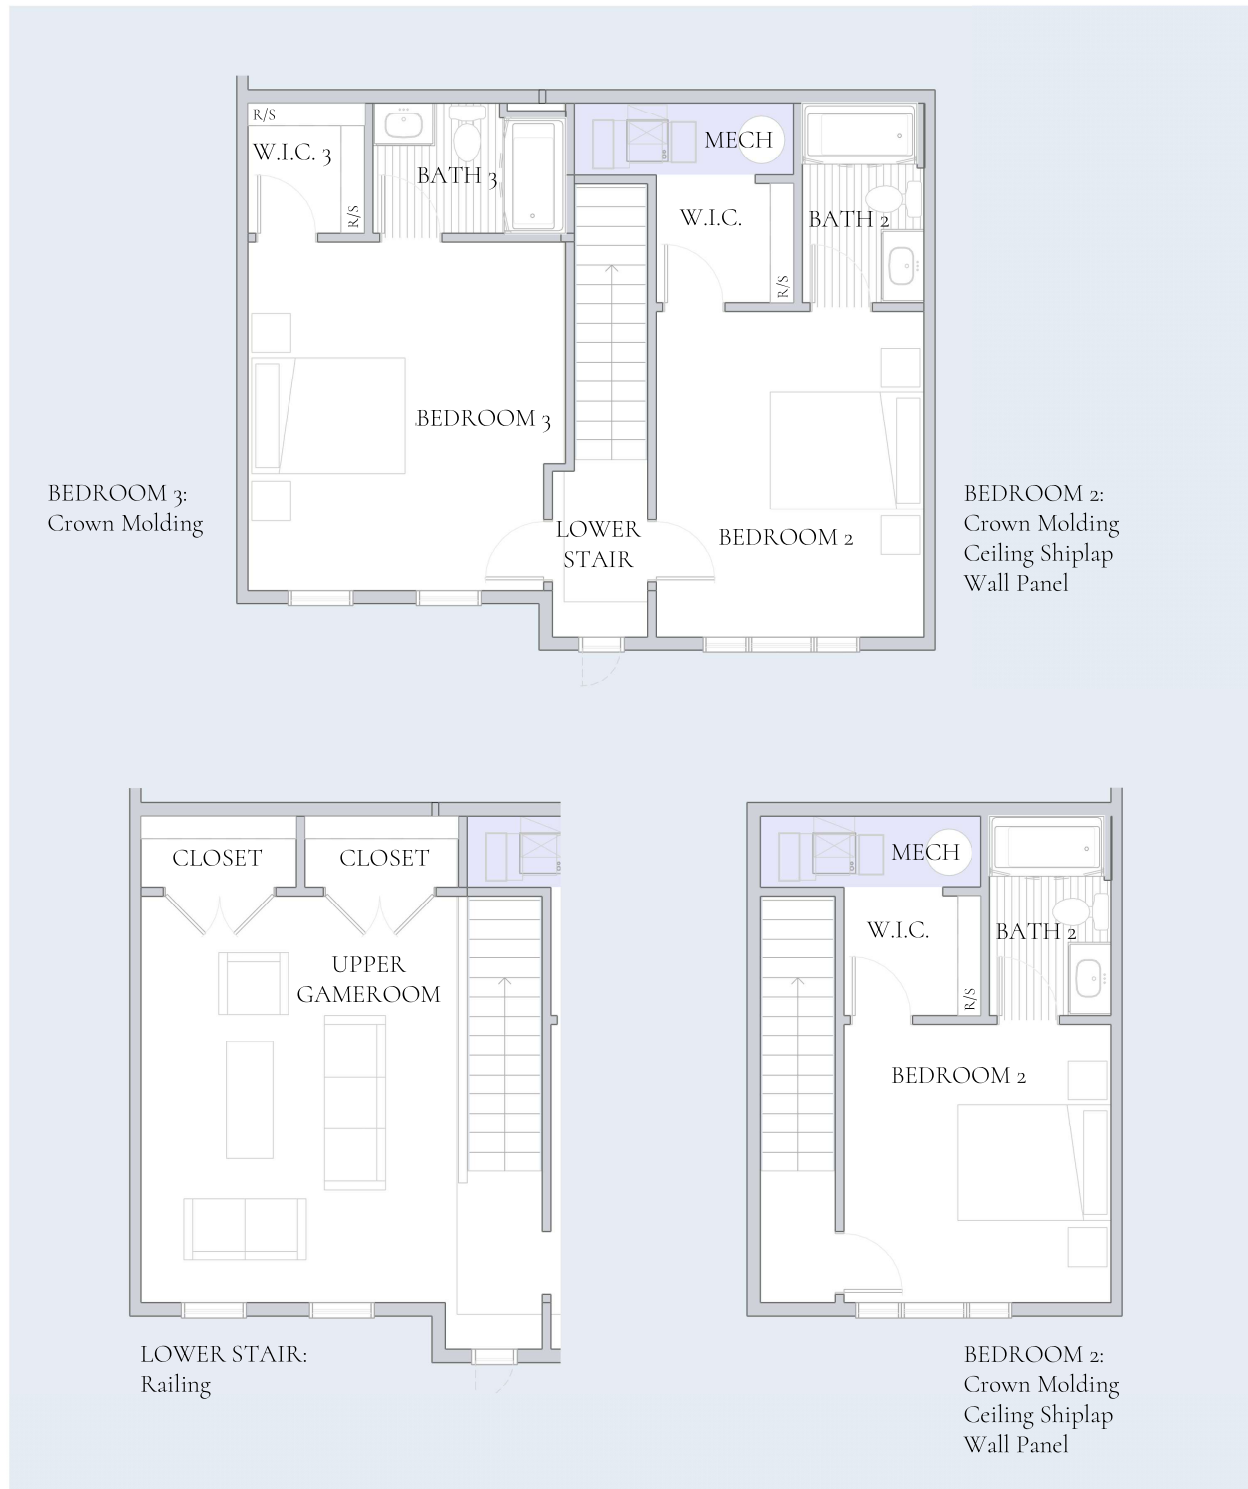 R/S
W.I.C. 3
R/S
BATH 3
MECH
W.I.C.
R/S
BATH 2
BEDROOM 3
LOWER
STAIR
BEDROOM 2
BEDROOM 3:
Crown Molding
BEDROOM 2:
Crown Molding
Ceiling Shiplap
Wall Panel
CLOSET
CLOSET
UPPER
GAMEROOM
LOWER STAIR:
Railing
MECH
W.I.C.
R/S
BATH 2
BEDROOM 2
BEDROOM 2:
Crown Molding
Ceiling Shiplap
Wall Panel